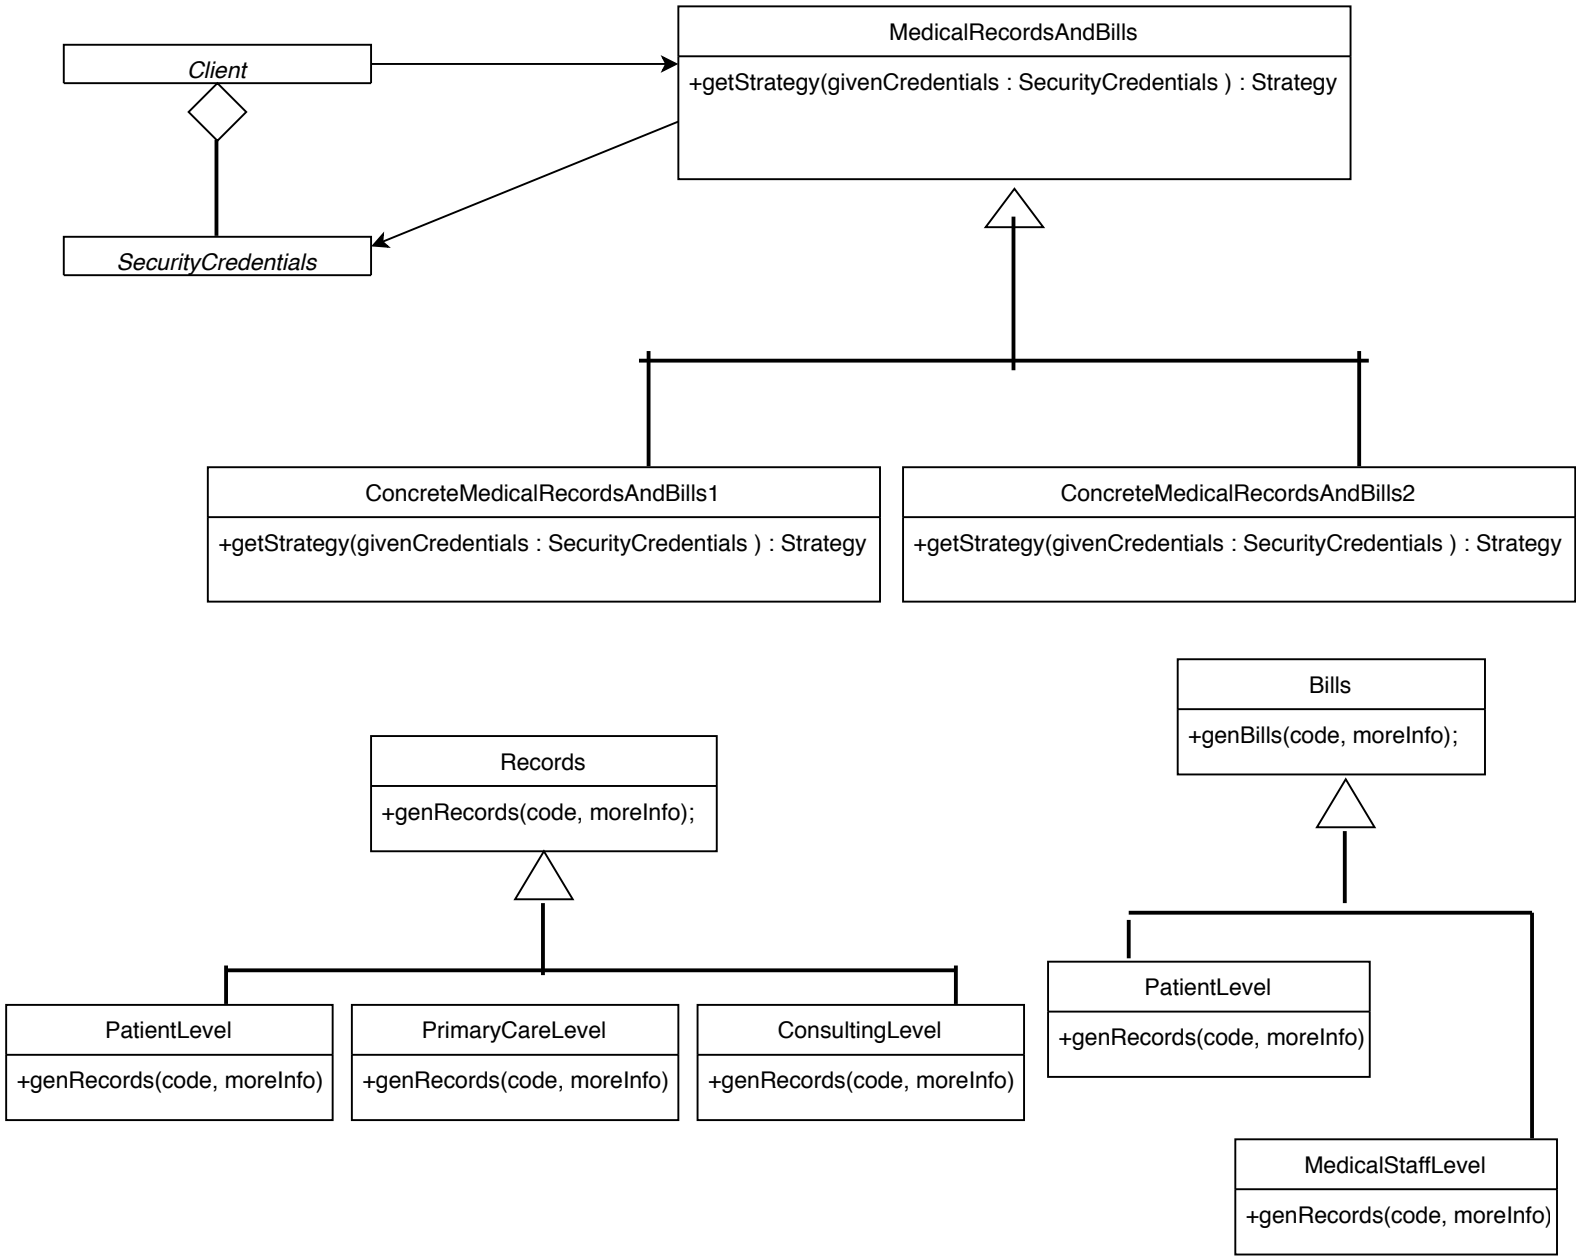 Client
MedicalRecordsAndBills
+getStrategy(givenCredentials : SecurityCredentials ) : Strategy
SecurityCredentials
ConcreteMedicalRecordsAndBills1
+getStrategy(givenCredentials : SecurityCredentials ) : Strategy
ConcreteMedicalRecordsAndBills2
+getStrategy(givenCredentials : SecurityCredentials ) : Strategy
Bills
+genBills(code, moreInfo);
Records
+genRecords(code, moreInfo);
PatientLevel
+genRecords(code, moreInfo)
PrimaryCareLevel
+genRecords(code, moreInfo)
ConsultingLevel
+genRecords(code, moreInfo)
PatientLevel
+genRecords(code, moreInfo)
MedicalStaffLevel
+genRecords(code, moreInfo)